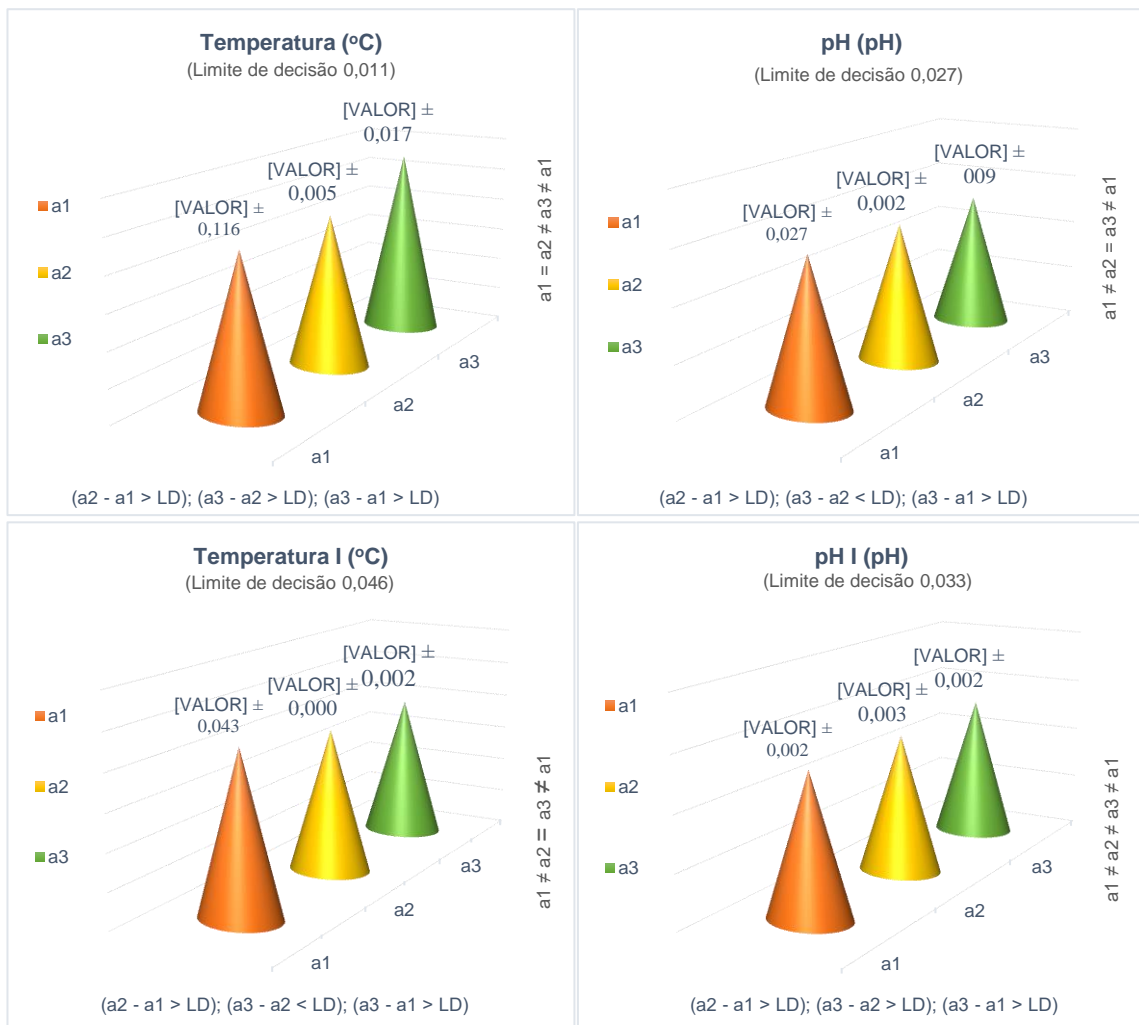 Temperatura (ºC)
(Limite de decisão 0,011)
[VALOR] ±
0,017
[VALOR] ±
0,005
[VALOR] ±
0,116
a1
a2
a3
a3
a2
a1
a1 = a2 ≠ a3 ≠ a1
(a2 - a1 > LD); (a3 - a2 > LD); (a3 - a1 > LD)
pH (pH)
(Limite de decisão 0,027)
[VALOR] ±
009
[VALOR] ±
0,002
[VALOR] ±
0,027
a1
a2
a3
a3
a2
a1
a1 ≠ a2 = a3 ≠ a1
(a2 - a1 > LD); (a3 - a2 < LD); (a3 - a1 > LD)
Temperatura I (ºC)
(Limite de decisão 0,046)
[VALOR] ±
0,002
[VALOR] ±
0,000
[VALOR] ±
0,043
a1
a2
a3
a3
a2
a1
a1 ≠ a2 = a3 ≠ a1
(a2 - a1 > LD); (a3 - a2 < LD); (a3 - a1 > LD)
pH I (pH)
(Limite de decisão 0,033)
[VALOR] ±
0,002
[VALOR] ±
0,003
[VALOR] ±
0,002
a1
a2
a3
a3
a2
a1
a1 ≠ a2 ≠ a3 ≠ a1
(a2 - a1 > LD); (a3 - a2 > LD); (a3 - a1 > LD)